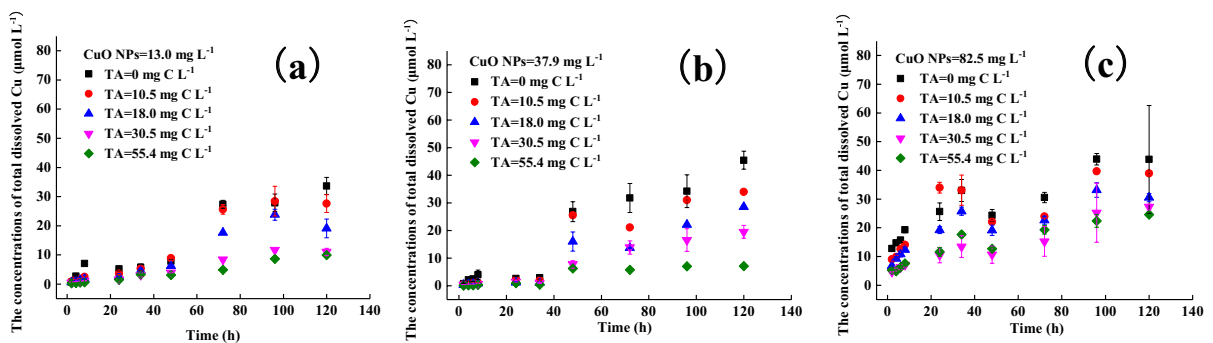 The concentrations of total dissolved Cu (μmol L⁻¹)
80
70
60
50
40
30
20
10
0
CuO NPs=13.0 mg L⁻¹
(a)
TA=0 mg C L⁻¹
TA=10.5 mg C L⁻¹
TA=18.0 mg C L⁻¹
TA=30.5 mg C L⁻¹
TA=55.4 mg C L⁻¹
0 20 40 60 80 100 120 140
Time (h)
The concentrations of total dissolved Cu (μmol L⁻¹)
80
70
60
50
40
30
20
10
0
CuO NPs=37.9 mg L⁻¹
(b)
TA=0 mg C L⁻¹
TA=10.5 mg C L⁻¹
TA=18.0 mg C L⁻¹
TA=30.5 mg C L⁻¹
TA=55.4 mg C L⁻¹
0 20 40 60 80 100 120 140
Time (h)
The concentrations of total dissolved Cu (μmol L⁻¹)
80
70
60
50
40
30
20
10
0
CuO NPs=82.5 mg L⁻¹
(c)
TA=0 mg C L⁻¹
TA=10.5 mg C L⁻¹
TA=18.0 mg C L⁻¹
TA=30.5 mg C L⁻¹
TA=55.4 mg C L⁻¹
0 20 40 60 80 100 120 140
Time (h)